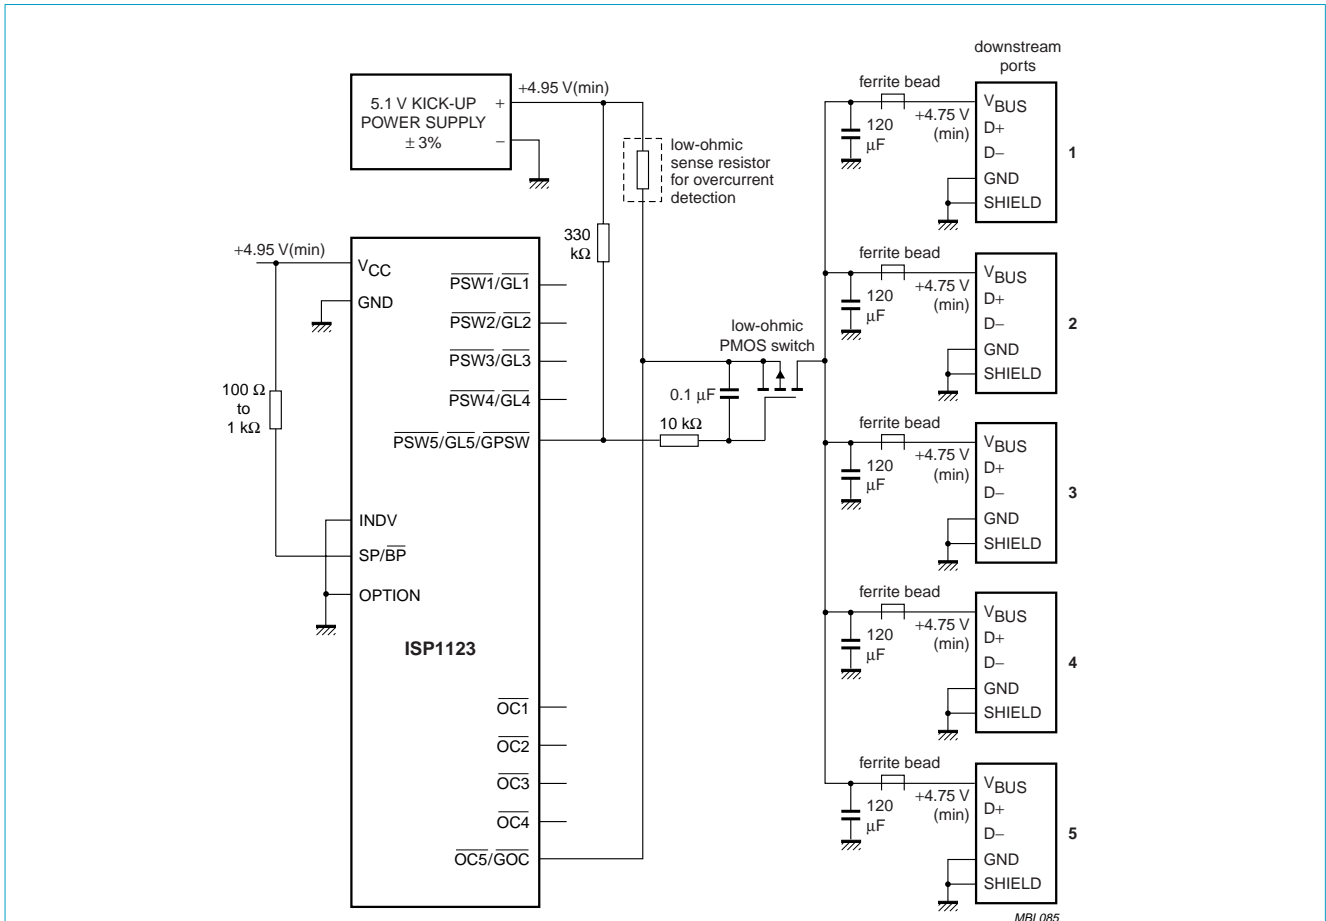 downstream
ports
5.1 V KICK-UP
POWER SUPPLY
± 3%
+
−
+4.95 V(min)
low-ohmic
sense resistor
for overcurrent
detection
330
kΩ
+4.95 V(min)
100 Ω
to
1 kΩ
VCC
GND
INDV
SP/BP
OPTION
ISP1123
PSW1/GL1
PSW2/GL2
PSW3/GL3
PSW4/GL4
PSW5/GL5/GPSW
OC1
OC2
OC3
OC4
OC5/GOC
low-ohmic
PMOS switch
0.1 µF
10 kΩ
ferrite bead
120
µF
+4.75 V
(min)
VBUS
D+
D−
GND
SHIELD
1
ferrite bead
120
µF
+4.75 V
(min)
VBUS
D+
D−
GND
SHIELD
2
ferrite bead
120
µF
+4.75 V
(min)
VBUS
D+
D−
GND
SHIELD
3
ferrite bead
120
µF
+4.75 V
(min)
VBUS
D+
D−
GND
SHIELD
4
ferrite bead
120
µF
+4.75 V
(min)
VBUS
D+
D−
GND
SHIELD
5
MBL085